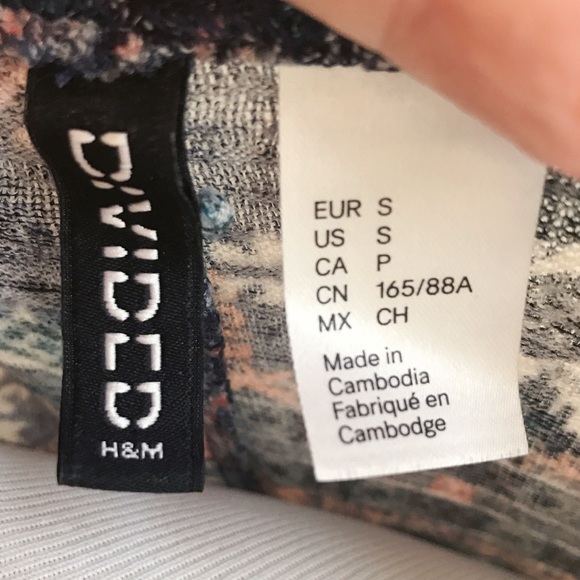 DIVIDED
H&M
EUR S
US S
CA P
CN 165/88A
MX CH
Made in
Cambodia
Fabriqué en
Cambodge